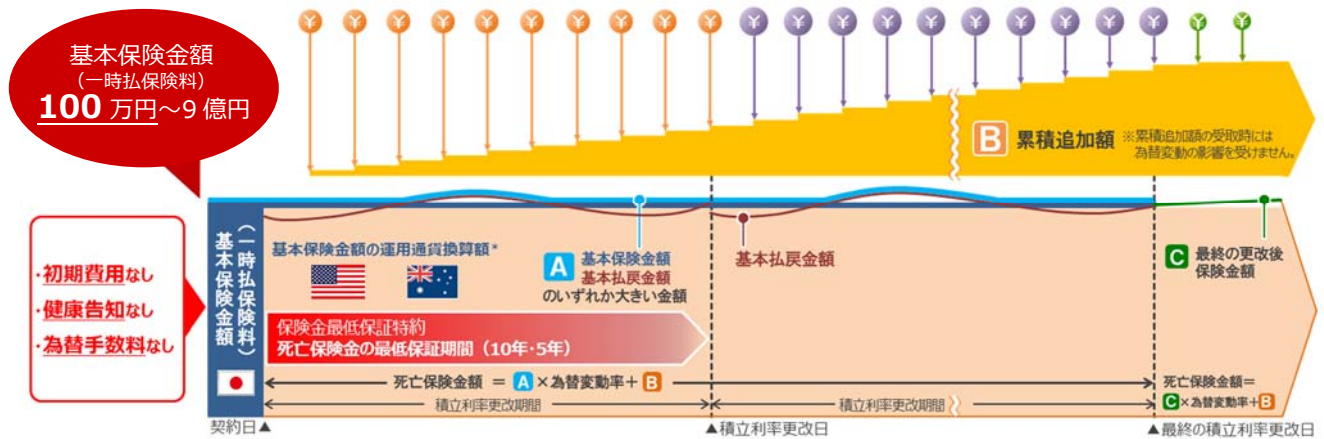 基本保険金額
（一時払保険料）
100 万円～9 億円
¥ ¥ ¥ ¥ ¥ ¥ ¥ ¥ ¥ ¥ ¥ ¥ ¥ ¥ ¥ ¥ ¥ ¥ ¥ ¥ ¥ ¥
B 累積追加額 ※累積追加額の受取時には
為替変動の影響を受けません。
・初期費用なし
・健康告知なし
・為替手数料なし
基本保険金額
（一時払保険料）
基本保険金額の運用通貨換算額*
A 基本保険金額
基本払戻金額
のいずれか大きい金額
基本払戻金額
C 最終の更改後
保険金額
保険金最低保証特約
死亡保険金の最低保証期間（10年・5年）
死亡保険金額 ＝ A ×為替変動率＋ B
死亡保険金額＝
C×為替変動率＋B
積立利率更改期間
積立利率更改期間
契約日▲
▲積立利率更改日
▲最終の積立利率更改日